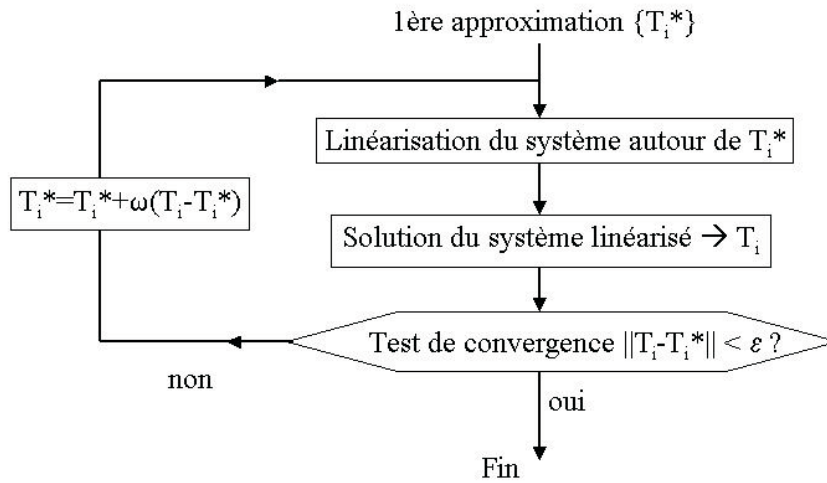 1ère approximation {Tᵢ*}
Linéarisation du système autour de Tᵢ*
Tᵢ*=Tᵢ*+ω(Tᵢ-Tᵢ*)
Solution du système linéarisé → Tᵢ
Test de convergence ||Tᵢ-Tᵢ*|| < ε ?
non
oui
Fin